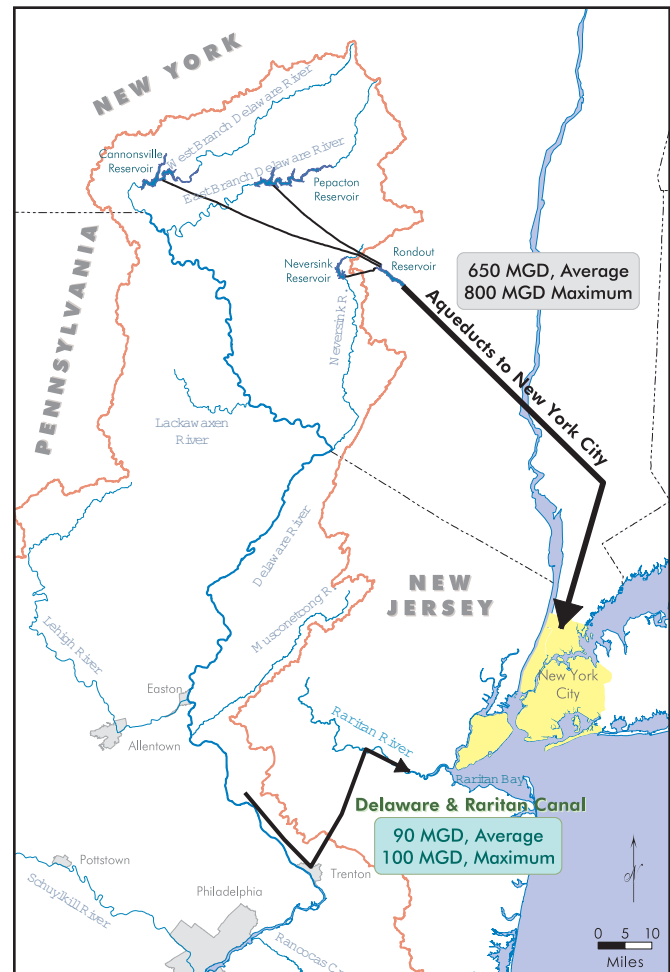 NEW YORK
West Branch Delaware River
Cannonsville
Reservoir
East Branch Delaware River
Pepacton
Reservoir
PENNSYLVANIA
Neversink
Reservoir
Rondout
Reservoir
650 MGD, Average
800 MGD Maximum
Neversink R.
Aqueducts to New York City
Lackawaxen
River
Delaware River
NEW
JERSEY
Musconetcong R.
Lehigh River
Easton
New York
City
Allentown
Raritan River
Raritan Bay
Delaware & Raritan Canal
90 MGD, Average
100 MGD, Maximum
Pottstown
Trenton
Schuylkill River
Philadelphia
Rancocas C
N
0 5 10
Miles